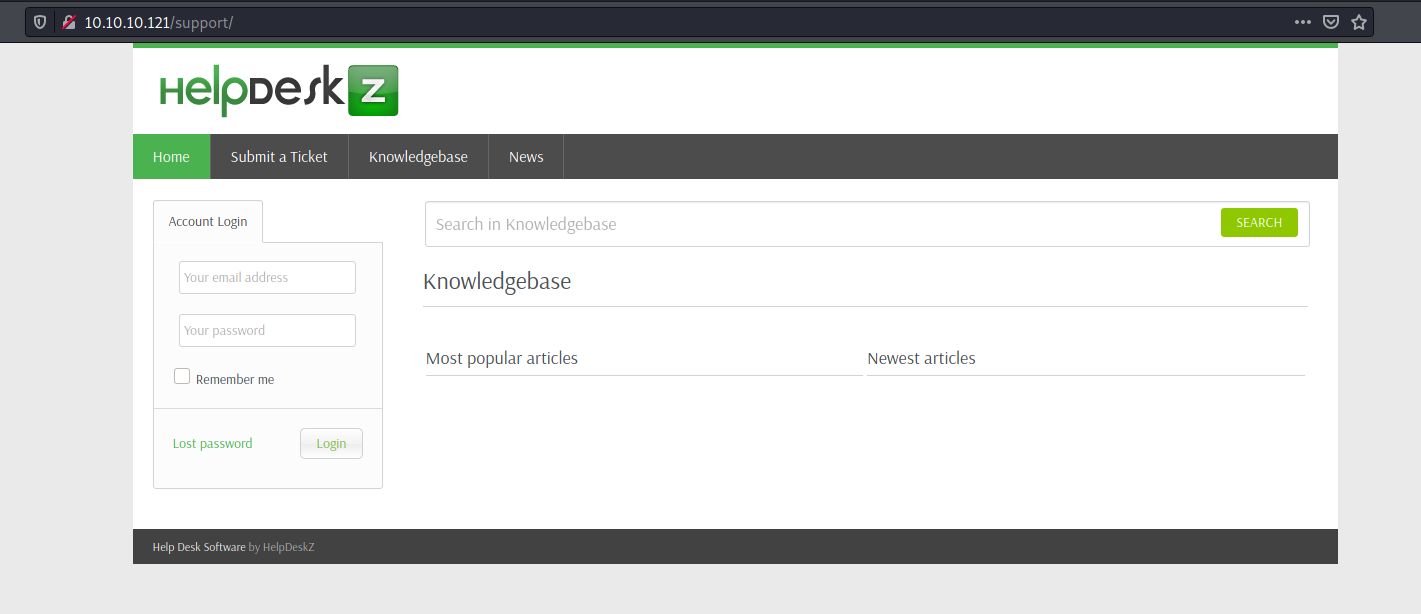 10.10.10.121/support/
HelpDesk Z
Home Submit a Ticket Knowledgebase News
Account Login
Your email address
Your password
Remember me
Lost password Login
Search in Knowledgebase SEARCH
Knowledgebase
Most popular articles Newest articles
Help Desk Software by HelpDeskZ